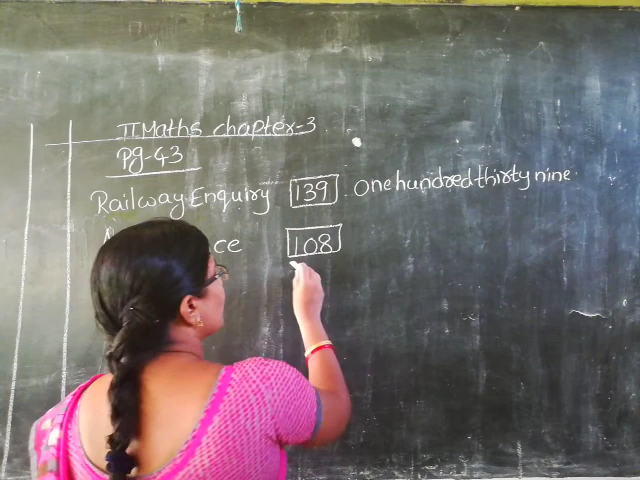 II Maths chapter-3
Pg-43
Railway Enquiry 139. One hundred thirty nine.
108